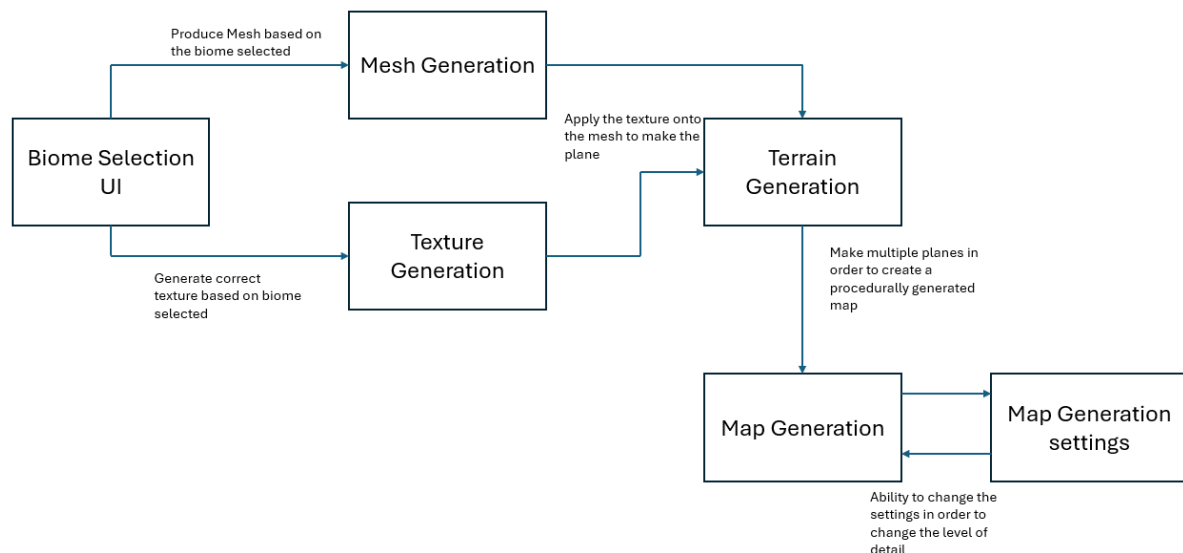 Produce Mesh based on
the biome selected
Mesh Generation
Biome Selection
UI
Apply the texture onto
the mesh to make the
plane
Terrain
Generation
Texture
Generation
Generate correct
texture based on biome
selected
Make multiple planes in
order to create a
procedurally generated
map
Map Generation
Map Generation
settings
Ability to change the
settings in order to
change the level of
detail